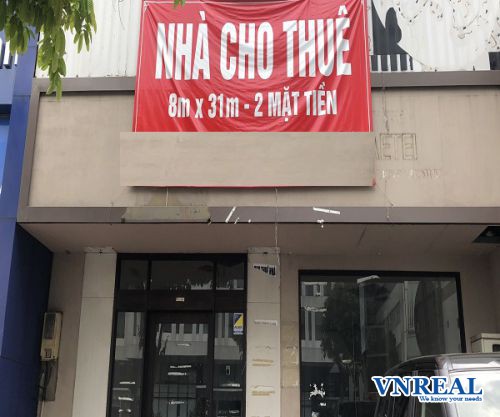 NHÀ CHO THUÊ
8m x 31m - 2 MẶT TIỀN
VNREAL
We know your needs